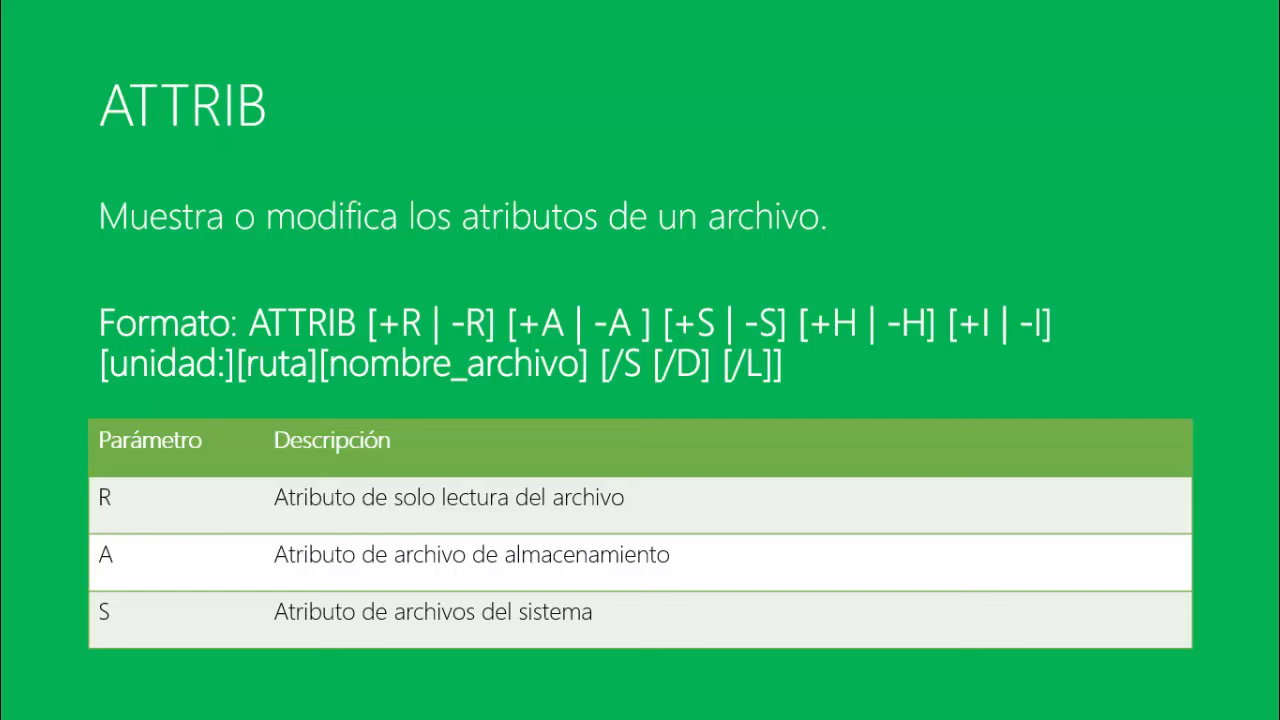 ATTRIB
Muestra o modifica los atributos de un archivo.
Formato: ATTRIB [+R | -R] [+A | -A ] [+S | -S] [+H | -H] [+I | -I]
[unidad:][ruta][nombre_archivo] [/S [/D] [/L]]
Parámetro Descripción
R Atributo de solo lectura del archivo
A Atributo de archivo de almacenamiento
S Atributo de archivos del sistema